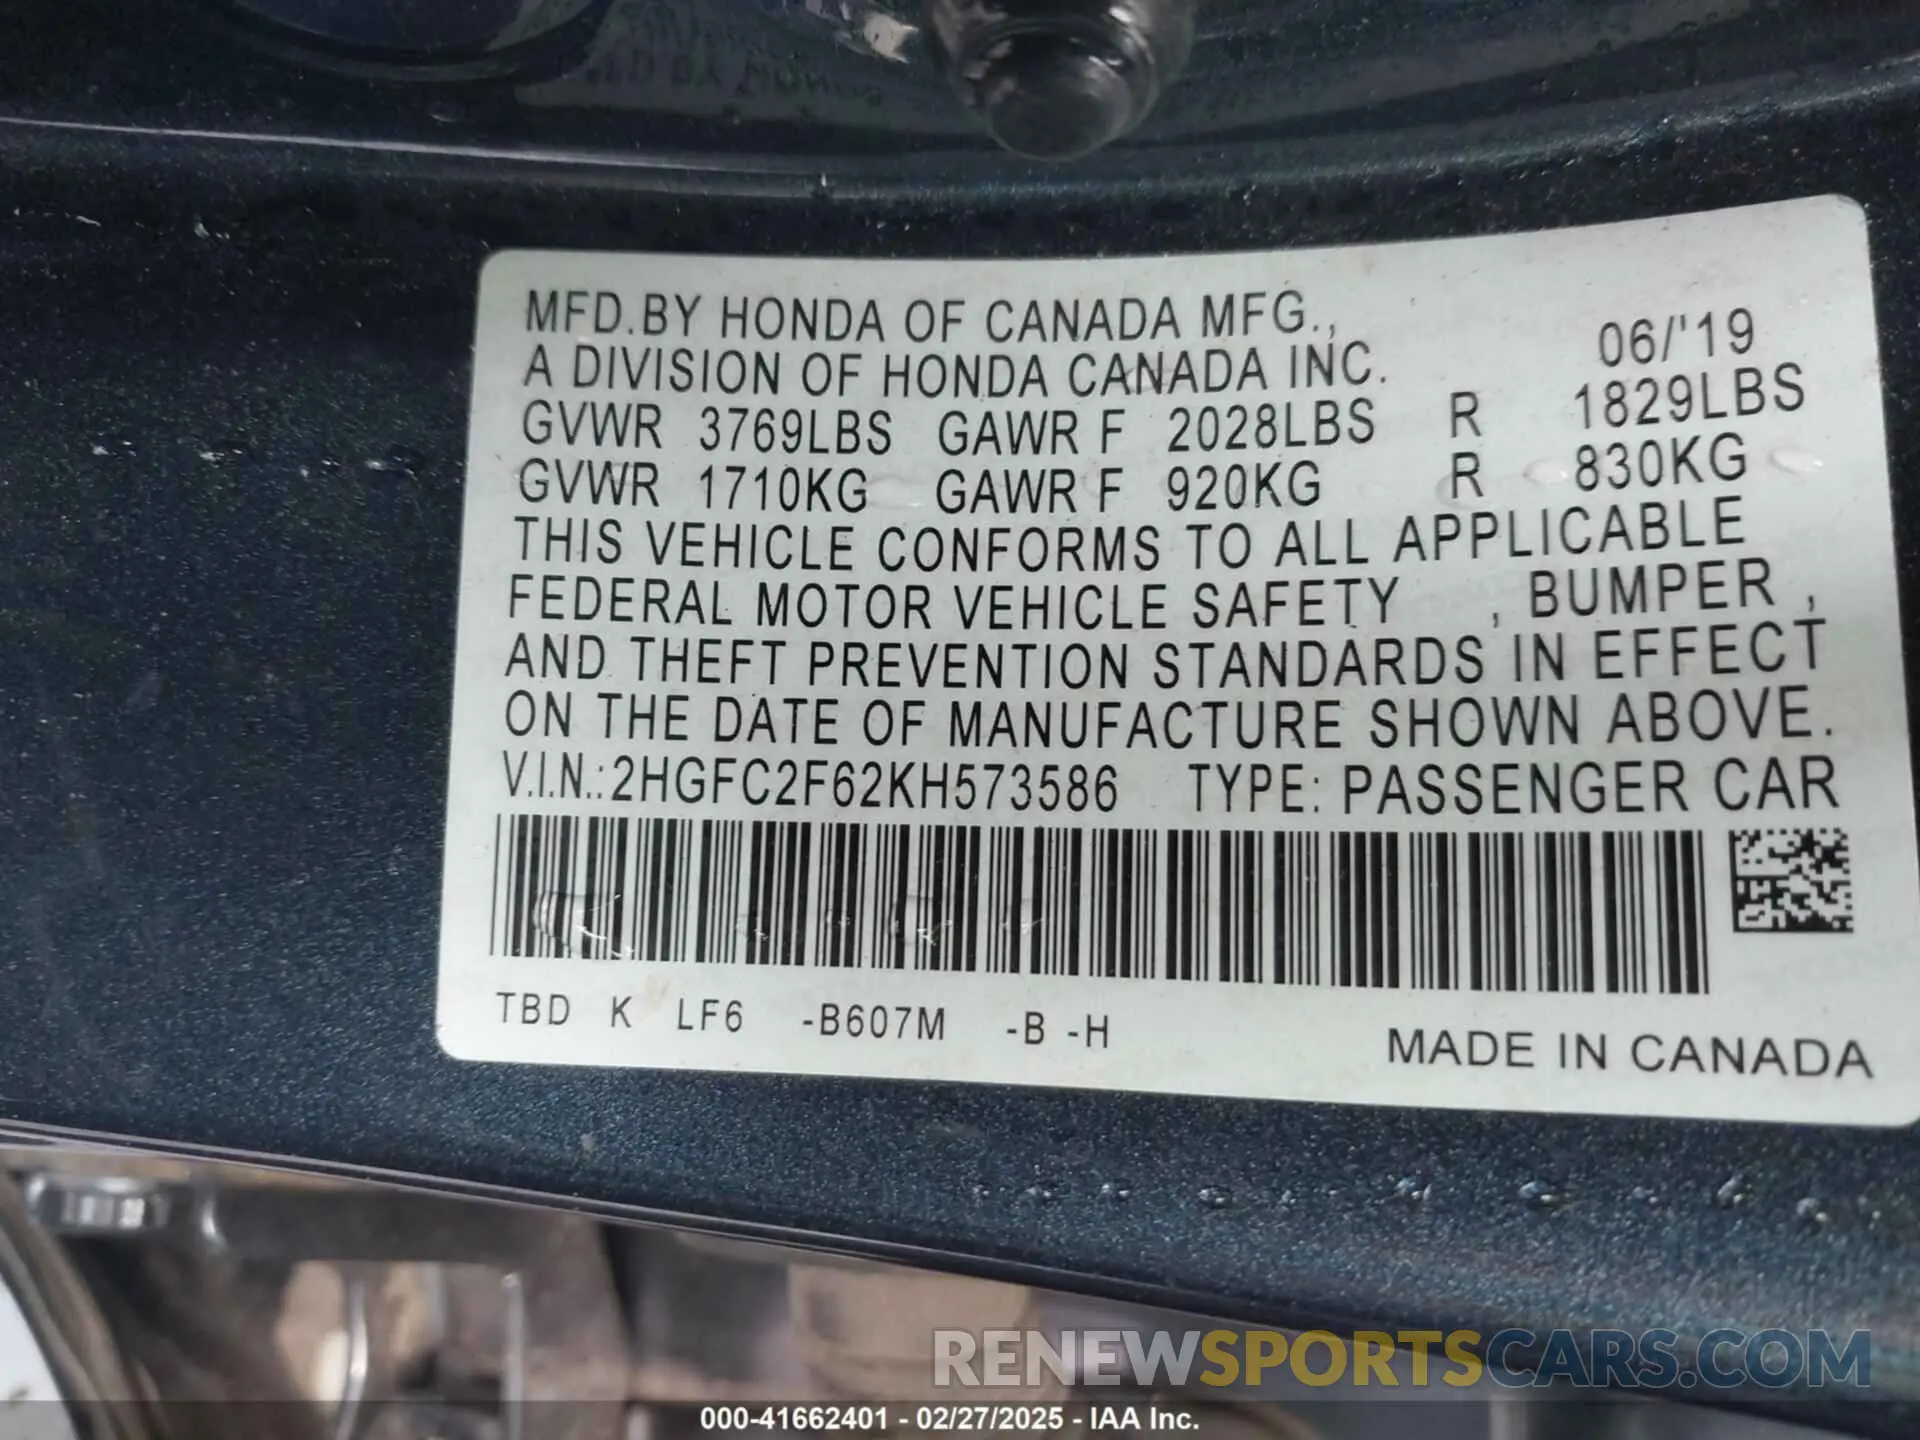 MFD.BY HONDA OF CANADA MFG.,
A DIVISION OF HONDA CANADA INC. 06/'19
GVWR 3769LBS GAWR F 2028LBS R 1829LBS
GVWR 1710KG GAWR F 920KG R 830KG
THIS VEHICLE CONFORMS TO ALL APPLICABLE
FEDERAL MOTOR VEHICLE SAFETY , BUMPER ,
AND THEFT PREVENTION STANDARDS IN EFFECT
ON THE DATE OF MANUFACTURE SHOWN ABOVE.
V.I.N.:2HGFC2F62KH573586 TYPE: PASSENGER CAR
TBD K LF6 -B607M -B -H
MADE IN CANADA
RENEWSPORTSCARS.COM
000-41662401 - 02/27/2025 - IAA Inc.